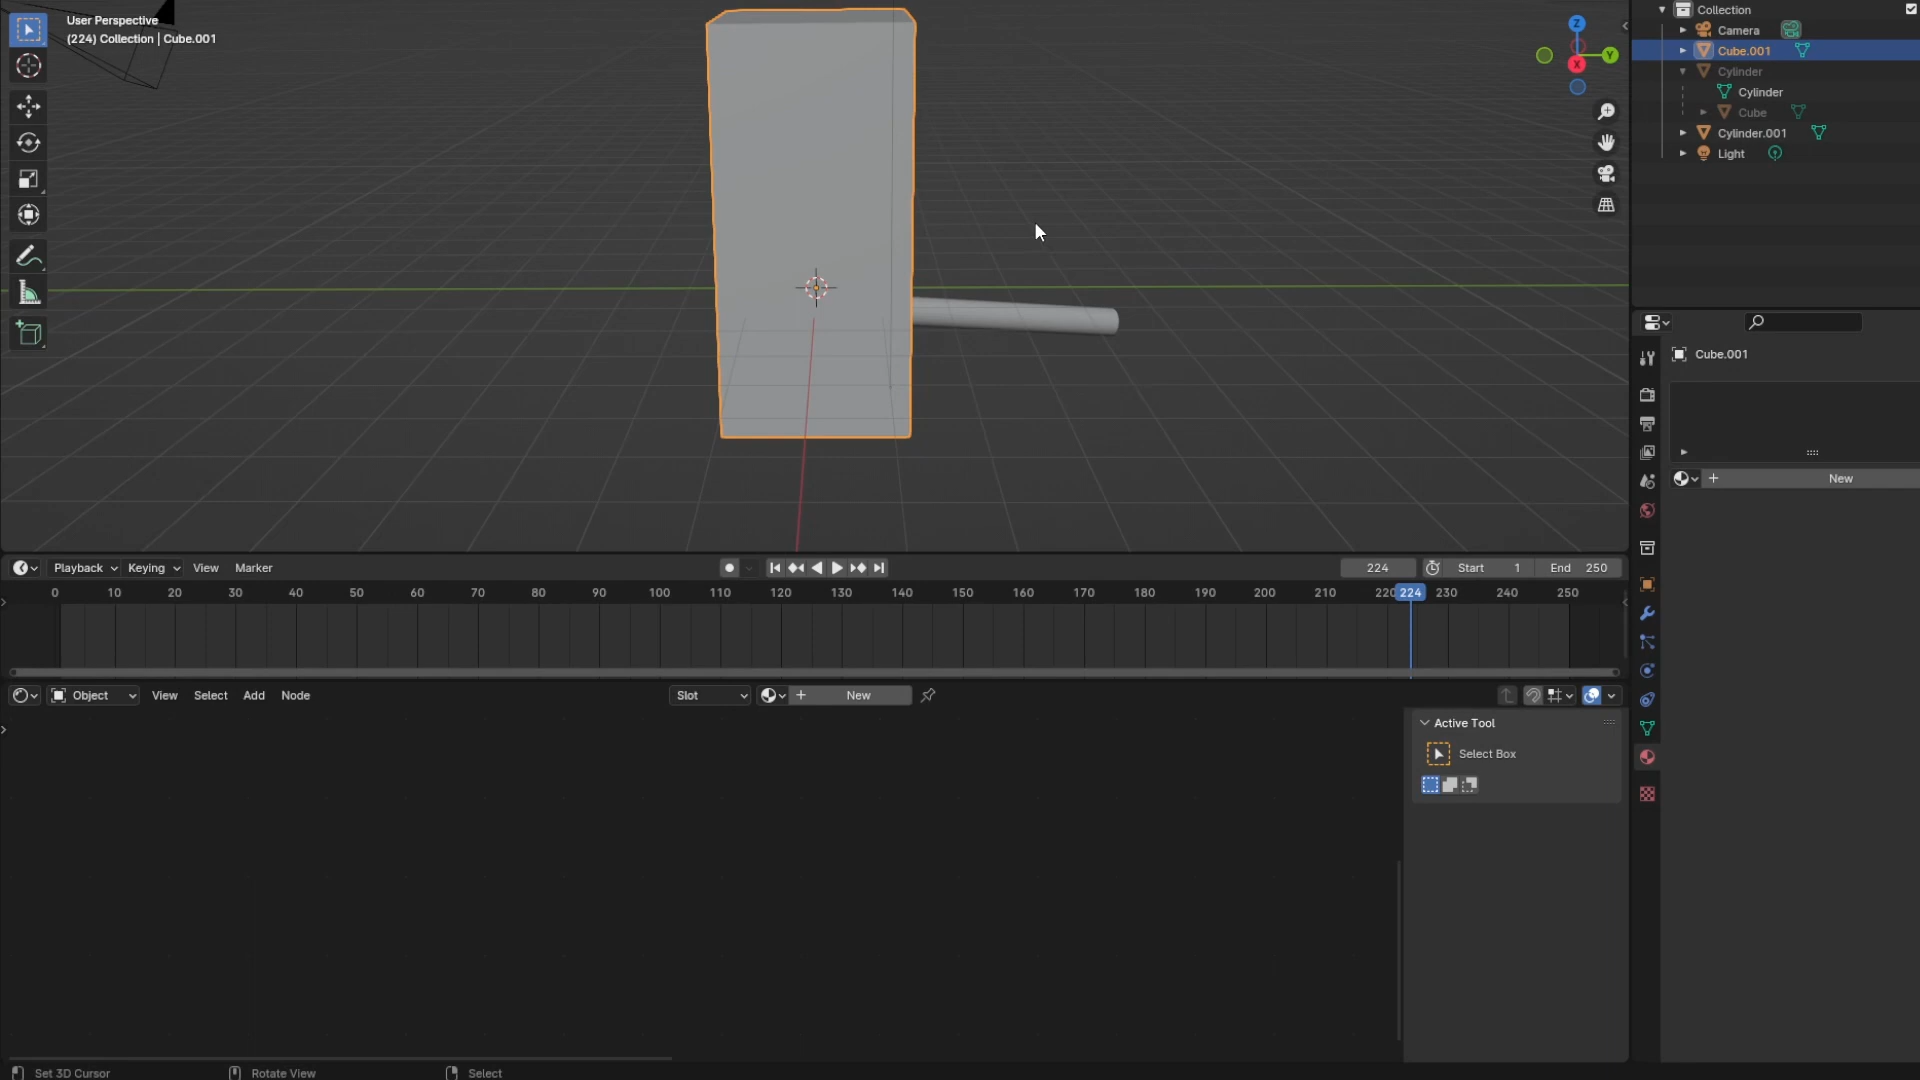 User Perspective
(224) Collection | Cube.001
Z
Y
X
Collection
Camera
Cube.001
Cylinder
Cylinder
Cube
Cylinder.001
Light
Cube.001
New
Playback Keying View Marker
224 Start 1 End 250
0 10 20 30 40 50 60 70 80 90 100 110 120 130 140 150 160 170 180 190 200 210 220 224 230 240 250
Object View Select Add Node Slot New
Active Tool
Select Box
Set 3D Cursor Rotate View Select